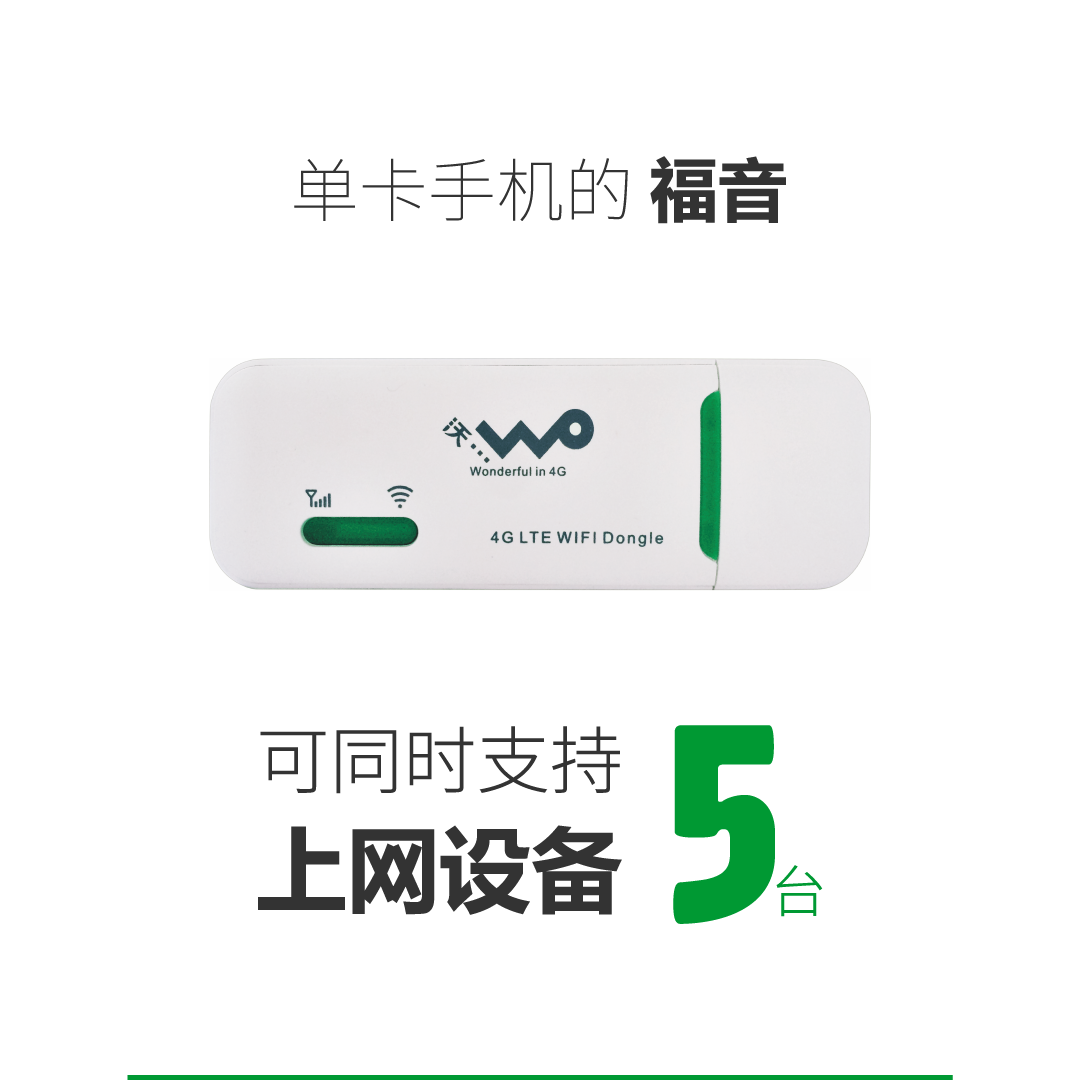 单卡手机的 福音
沃... wo
Wonderful in 4G
4G LTE WIFI Dongle
可同时支持
上网设备 5台